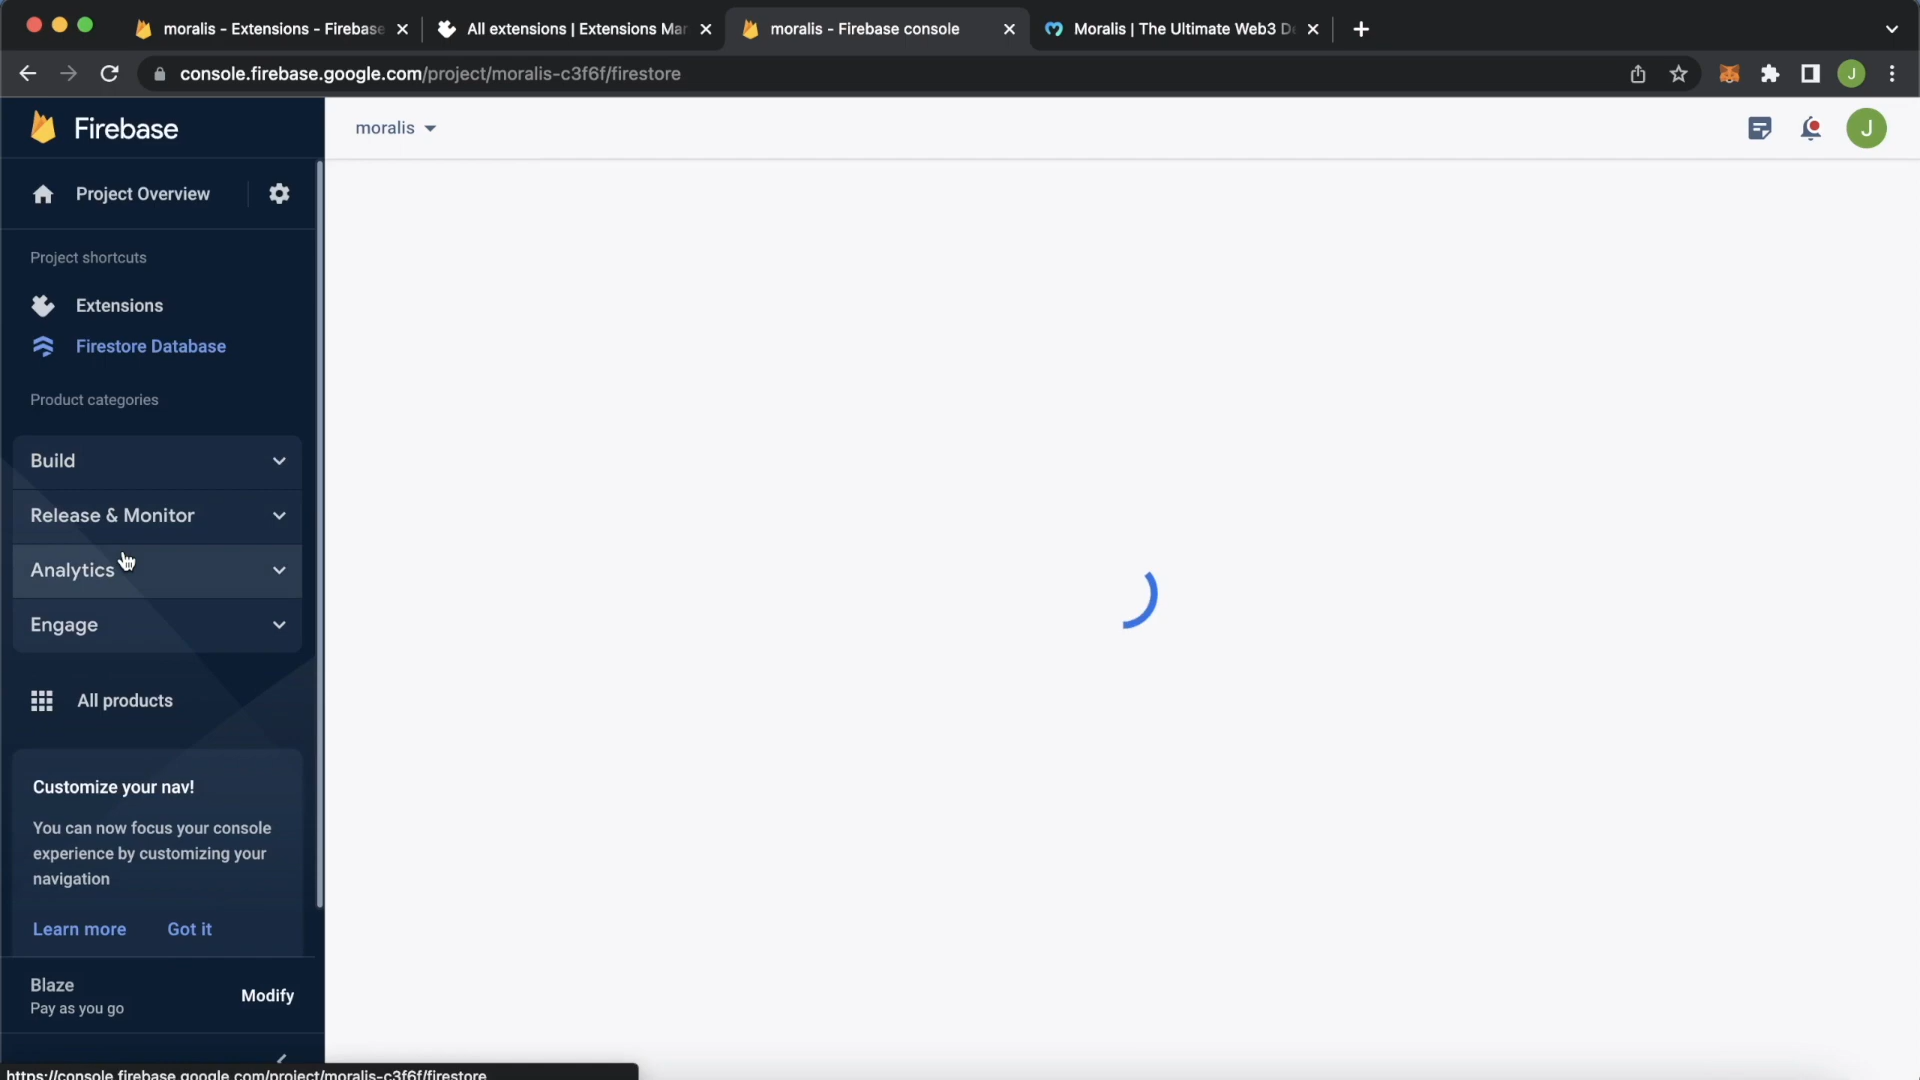 moralis - Extensions - Firebase
All extensions | Extensions Mar
moralis - Firebase console
Moralis | The Ultimate Web3 De
console.firebase.google.com/project/moralis-c3f6f/firestore
J
Firebase
moralis
J
Project Overview
Project shortcuts
Extensions
Firestore Database
Product categories
Build
Release & Monitor
Analytics
Engage
All products
Customize your nav!
You can now focus your console
experience by customizing your
navigation
Learn more Got it
Blaze
Pay as you go
Modify
https://console.firebase.google.com/project/moralis-c3f6f/firestore